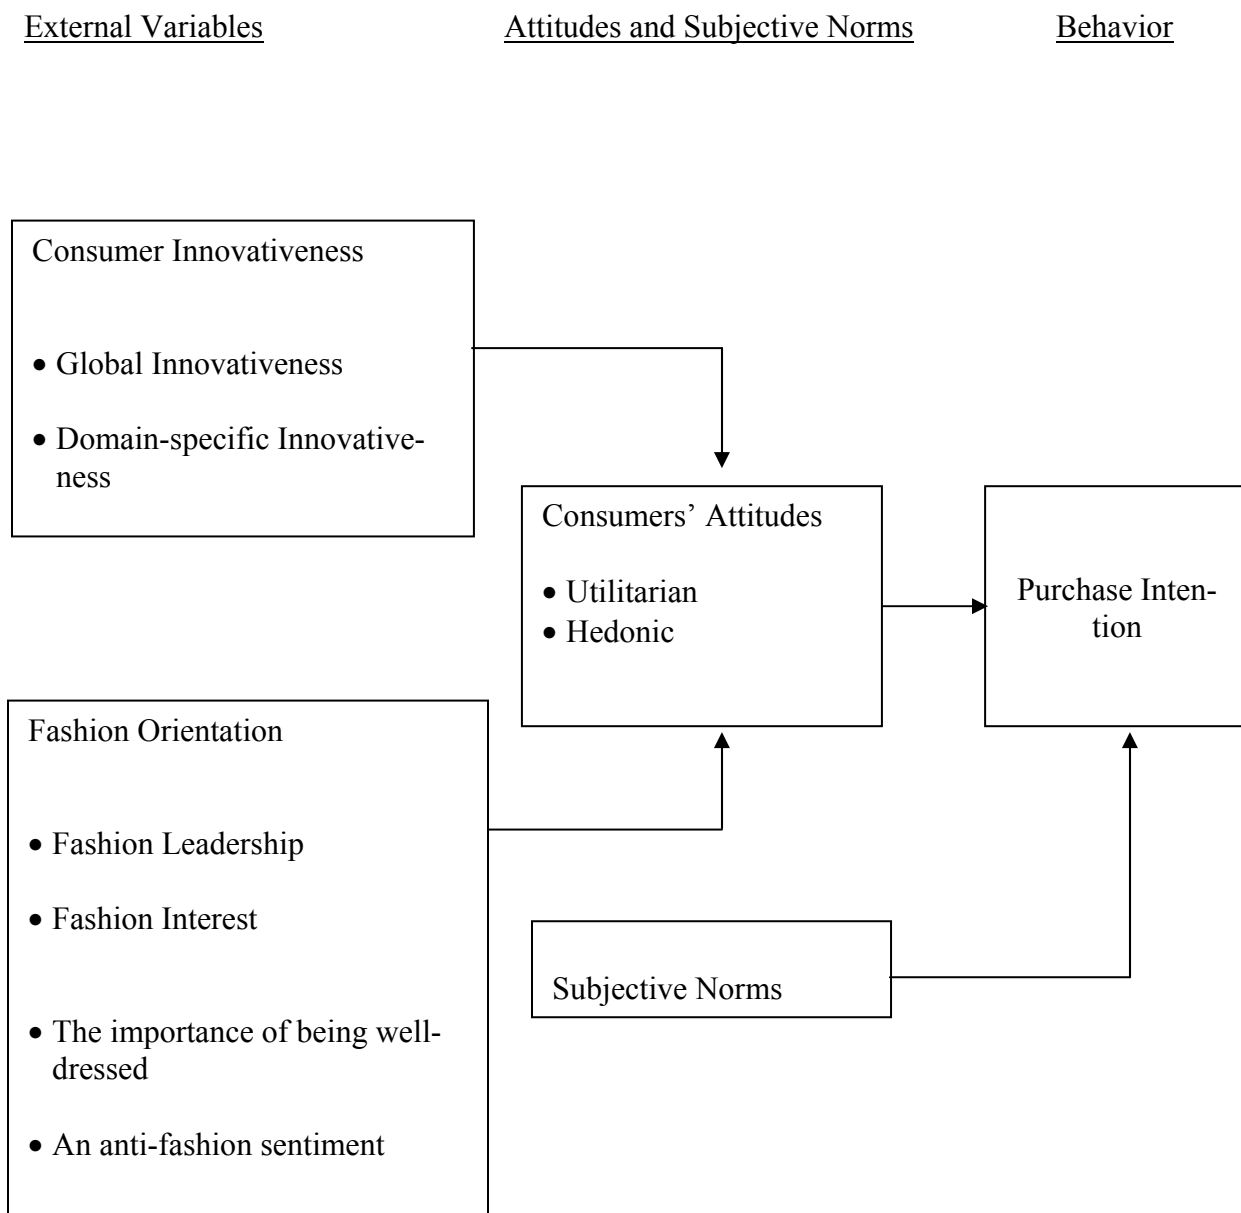 External Variables
Attitudes and Subjective Norms
Behavior
Consumer Innovativeness
• Global Innovativeness
• Domain-specific Innovative-
ness
Consumers’ Attitudes
• Utilitarian
• Hedonic
Purchase Inten-
tion
Fashion Orientation
• Fashion Leadership
• Fashion Interest
• The importance of being well-
dressed
• An anti-fashion sentiment
Subjective Norms